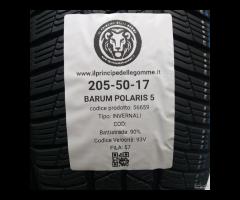 www.ilprincipedellegomme.it
205-50-17
BARUM POLARIS 5
codice prodotto: 56659
Tipo: INVERNALI
COD:
Battistrada: 90%
Codice Velocità: 93V
FILA: 57